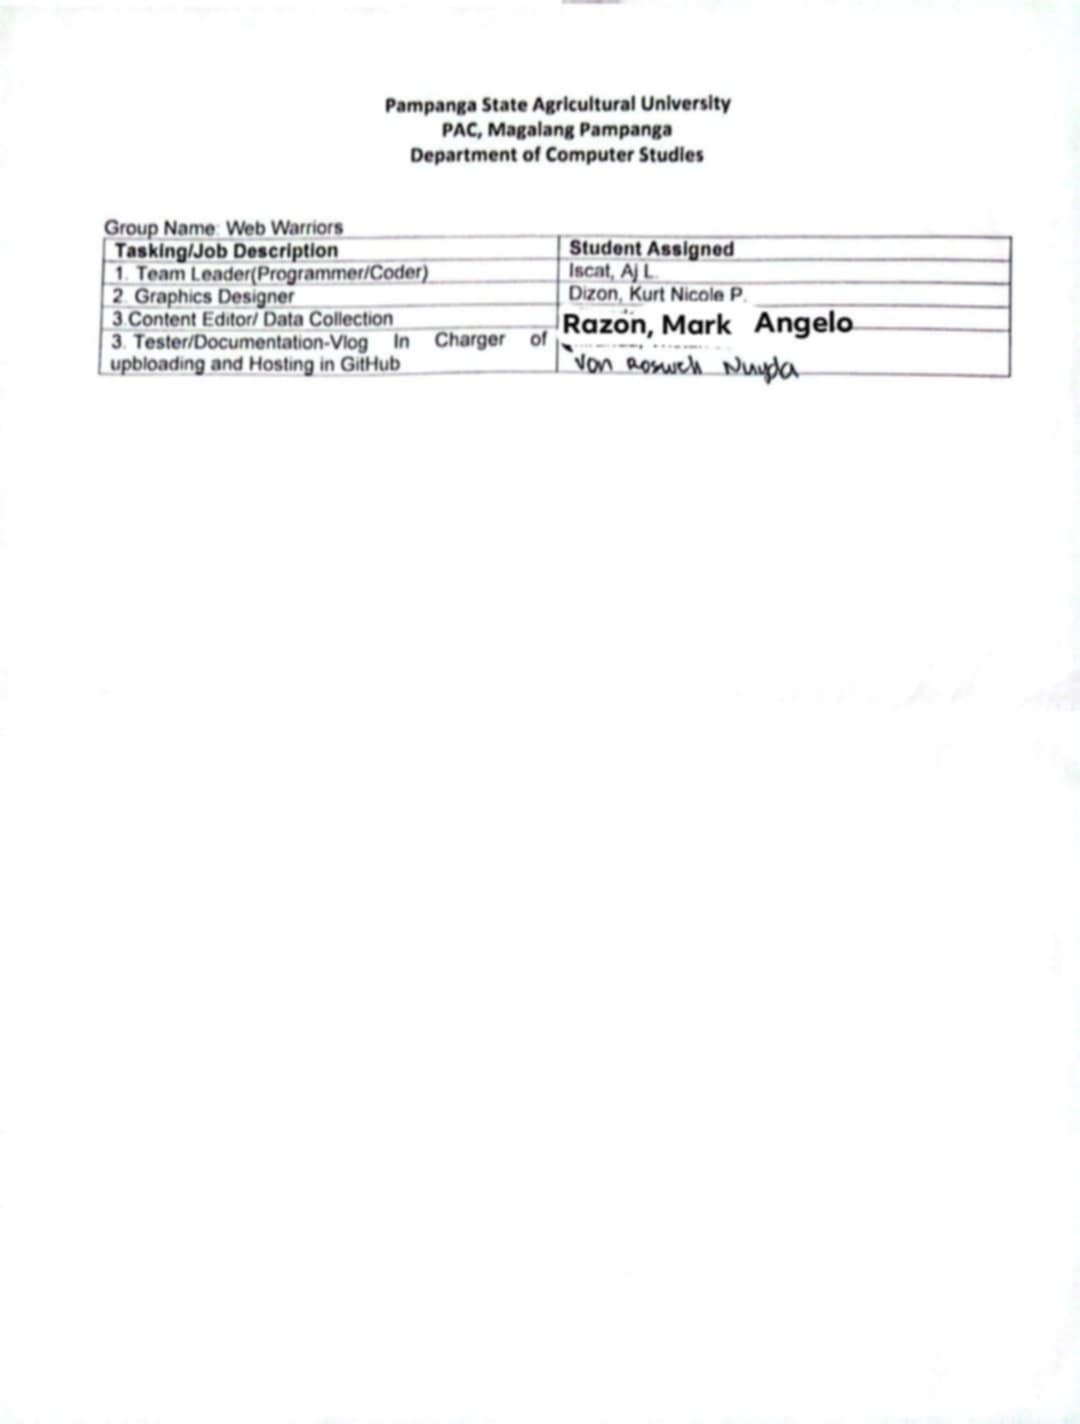 Pampanga State Agricultural University
PAC, Magalang Pampanga
Department of Computer Studies
Group Name: Web Warriors
Tasking/Job Description Student Assigned
1. Team Leader(Programmer/Coder) Iscat, Aj L.
2. Graphics Designer Dizon, Kurt Nicole P.
3.Content Editor/ Data Collection Razon, Mark Angelo
3. Tester/Documentation-Vlog In Charger of
upbloading and Hosting in GitHub Von Nuyda